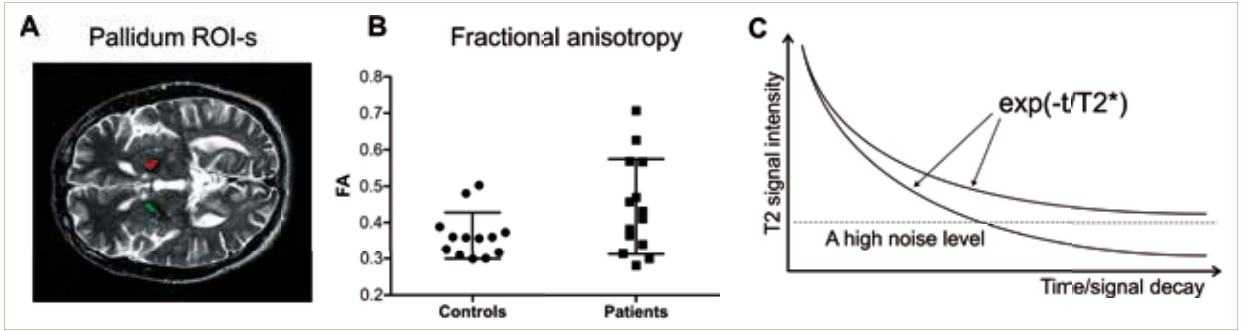 A
Pallidum ROI-s
B
Fractional anisotropy
FA
0.8
0.7
0.6
0.5
0.4
0.3
0.2
Controls
Patients
C
T2 signal intensity
exp(-t/T2*)
A high noise level
Time/signal decay